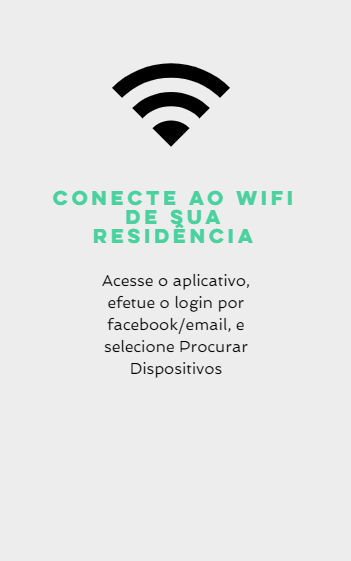 CONECTE AO WIFI
DE SUA
RESIDÊNCIA
Acesse o aplicativo,
efetue o login por
facebook/email, e
selecione Procurar
Dispositivos